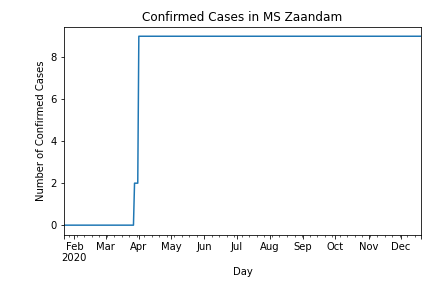 Confirmed Cases in MS Zaandam
Number of Confirmed Cases
8
6
4
2
0
Feb Mar Apr May Jun Jul Aug Sep Oct Nov Dec
2020
Day